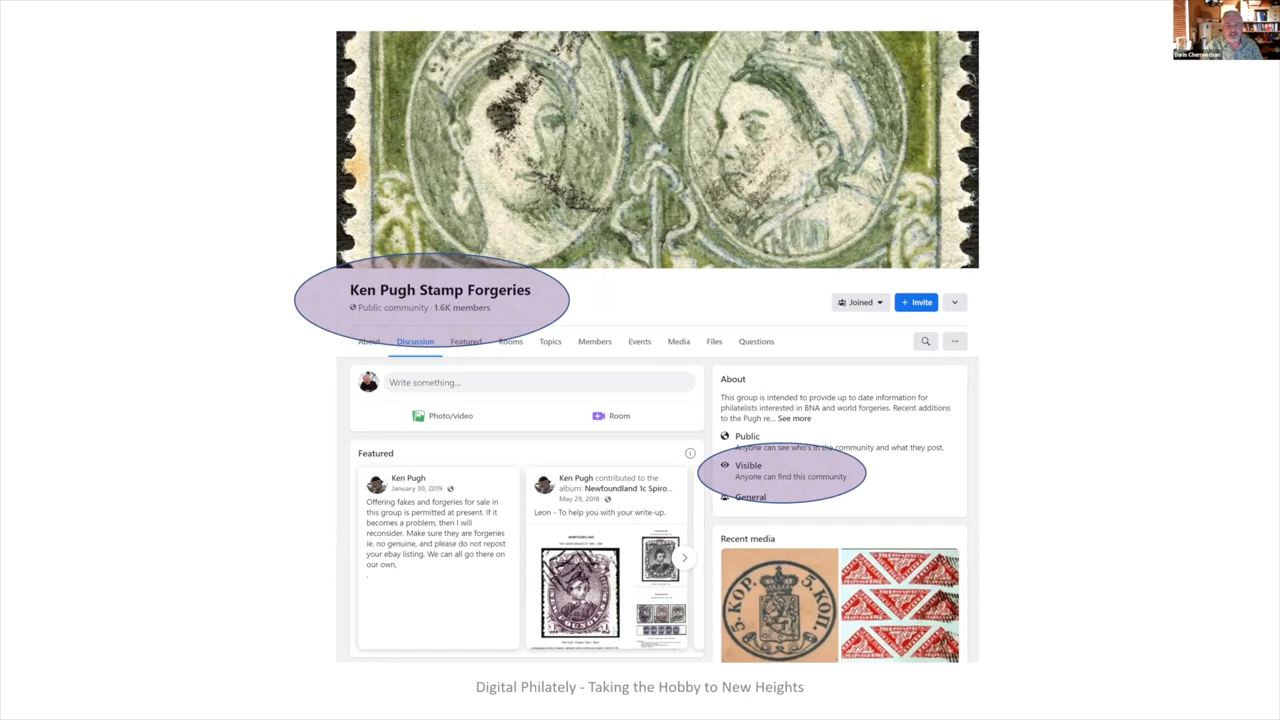 Darin Cherniwchan
Ken Pugh Stamp Forgeries
Public community · 1.6K members
Joined
+ Invite
About
Discussion
Featured
Rooms
Topics
Members
Events
Media
Files
Questions
Write something...
Photo/video
Room
Featured
Ken Pugh
January 30, 2019 ·
Offering fakes and forgeries for sale in
this group is permitted at present. If it
becomes a problem, then I will
reconsider. Make sure they are forgeries
ie. no genuine, and please do not repost
your ebay listing. We can all go there on
our own,
.
Ken Pugh contributed to the
album: Newfoundland 1c Spiro...
May 29, 2018 ·
Leon - To help you with your write-up.
NEWFOUNDLAND
About
This group is intended to provide up to date information for
philatelists interested in BNA and world forgeries. Recent additions
to the Pugh re... See more
Public
Anyone can see who's in the community and what they post.
Visible
Anyone can find this community
General
Recent media
5. КОР. 5. КОП.
Digital Philately - Taking the Hobby to New Heights